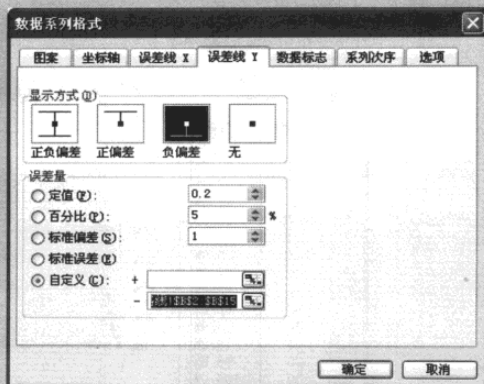 数据系列格式
图案 坐标轴 误差线 X 误差线 Y 数据标志 系列次序 选项
显示方式(D)
正负偏差 正偏差 负偏差 无
误差量
定值(F): 0.2
百分比(P): 5 %
标准偏差(S): 1
标准误差(E)
自定义(C): +
- !$B$2:$B$15
确定 取消